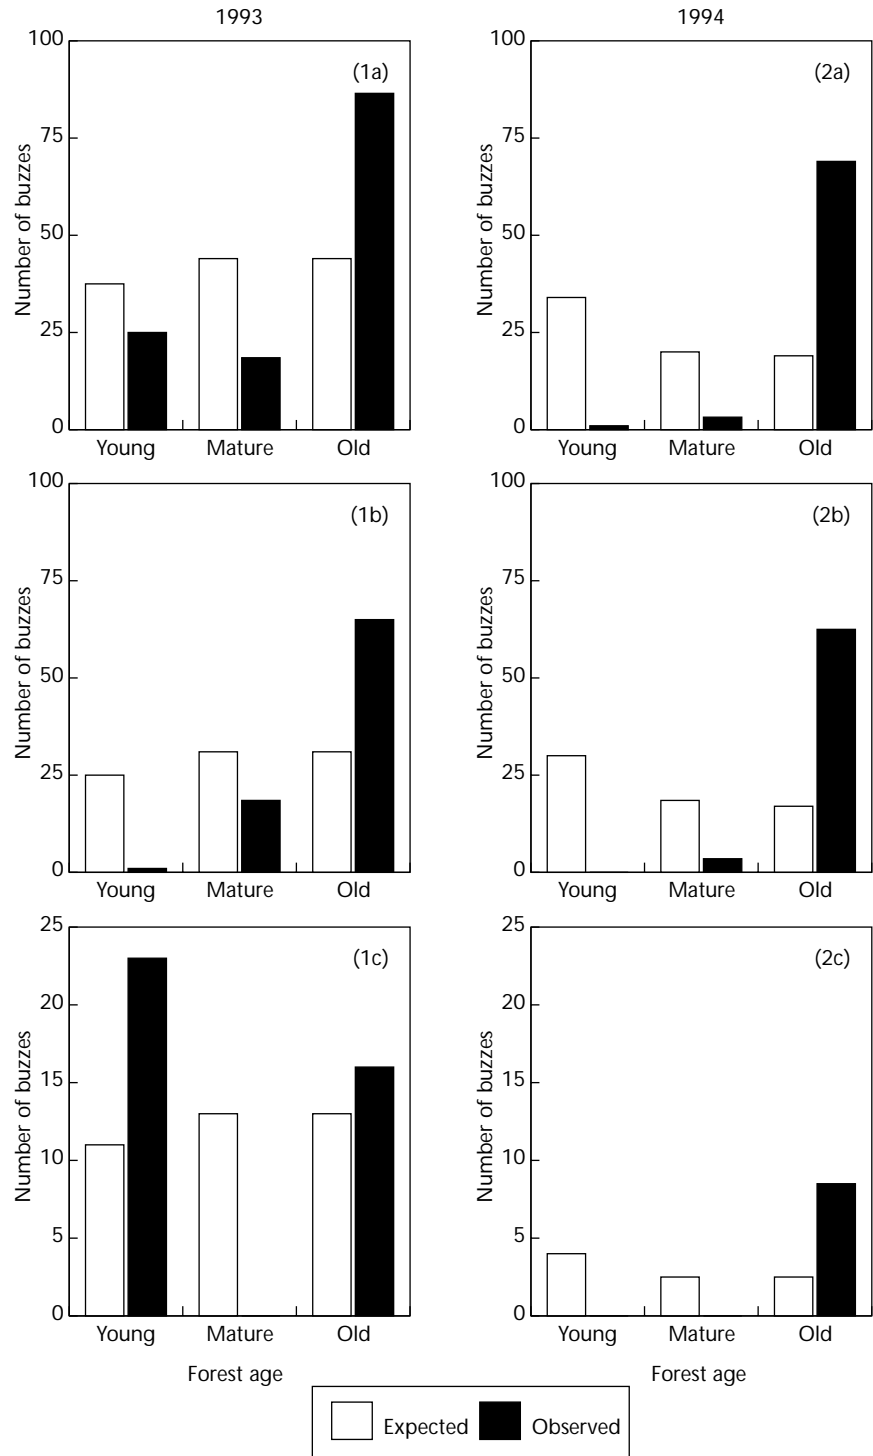 1993
1994
100
75
50
25
0
Number of buzzes
(1a)
Young Mature Old
100
75
50
25
0
Number of buzzes
(2a)
Young Mature Old
100
75
50
25
0
Number of buzzes
(1b)
Young Mature Old
100
75
50
25
0
Number of buzzes
(2b)
Young Mature Old
25
20
15
10
5
0
Number of buzzes
(1c)
Young Mature Old
Forest age
25
20
15
10
5
0
Number of buzzes
(2c)
Young Mature Old
Forest age
Expected Observed